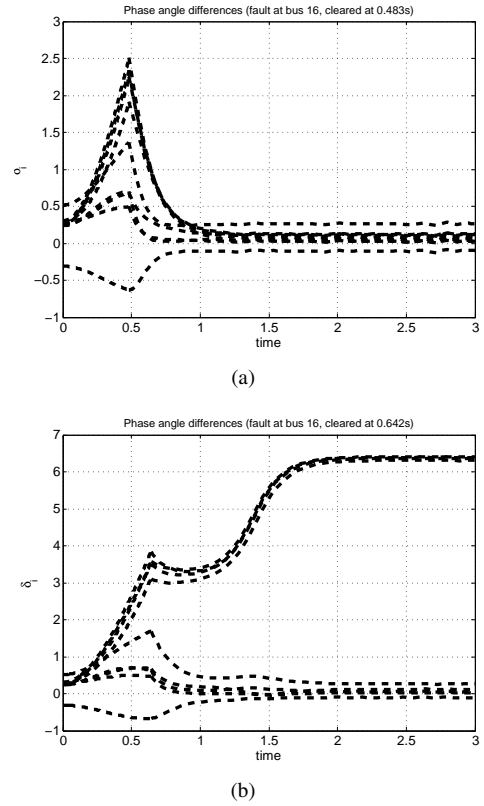 Phase angle differences (fault at bus 16, cleared at 0.483s)
3
2.5
2
1.5
1
0.5
0
−0.5
−1
δ_i
0 0.5 1 1.5 2 2.5 3
time
(a)
Phase angle differences (fault at bus 16, cleared at 0.642s)
7
6
5
4
3
2
1
0
−1
δ_i
0 0.5 1 1.5 2 2.5 3
time
(b)